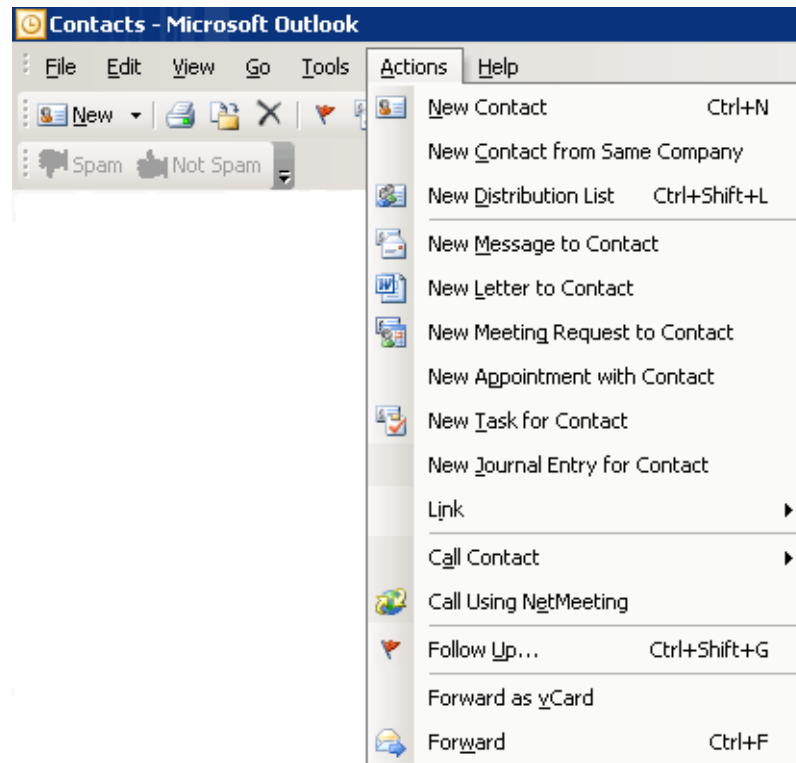 Contacts - Microsoft Outlook
File Edit View Go Tools Actions Help
New
Spam Not Spam
New Contact Ctrl+N
New Contact from Same Company
New Distribution List Ctrl+Shift+L
New Message to Contact
New Letter to Contact
New Meeting Request to Contact
New Appointment with Contact
New Task for Contact
New Journal Entry for Contact
Link
Call Contact
Call Using NetMeeting
Follow Up... Ctrl+Shift+G
Forward as vCard
Forward Ctrl+F